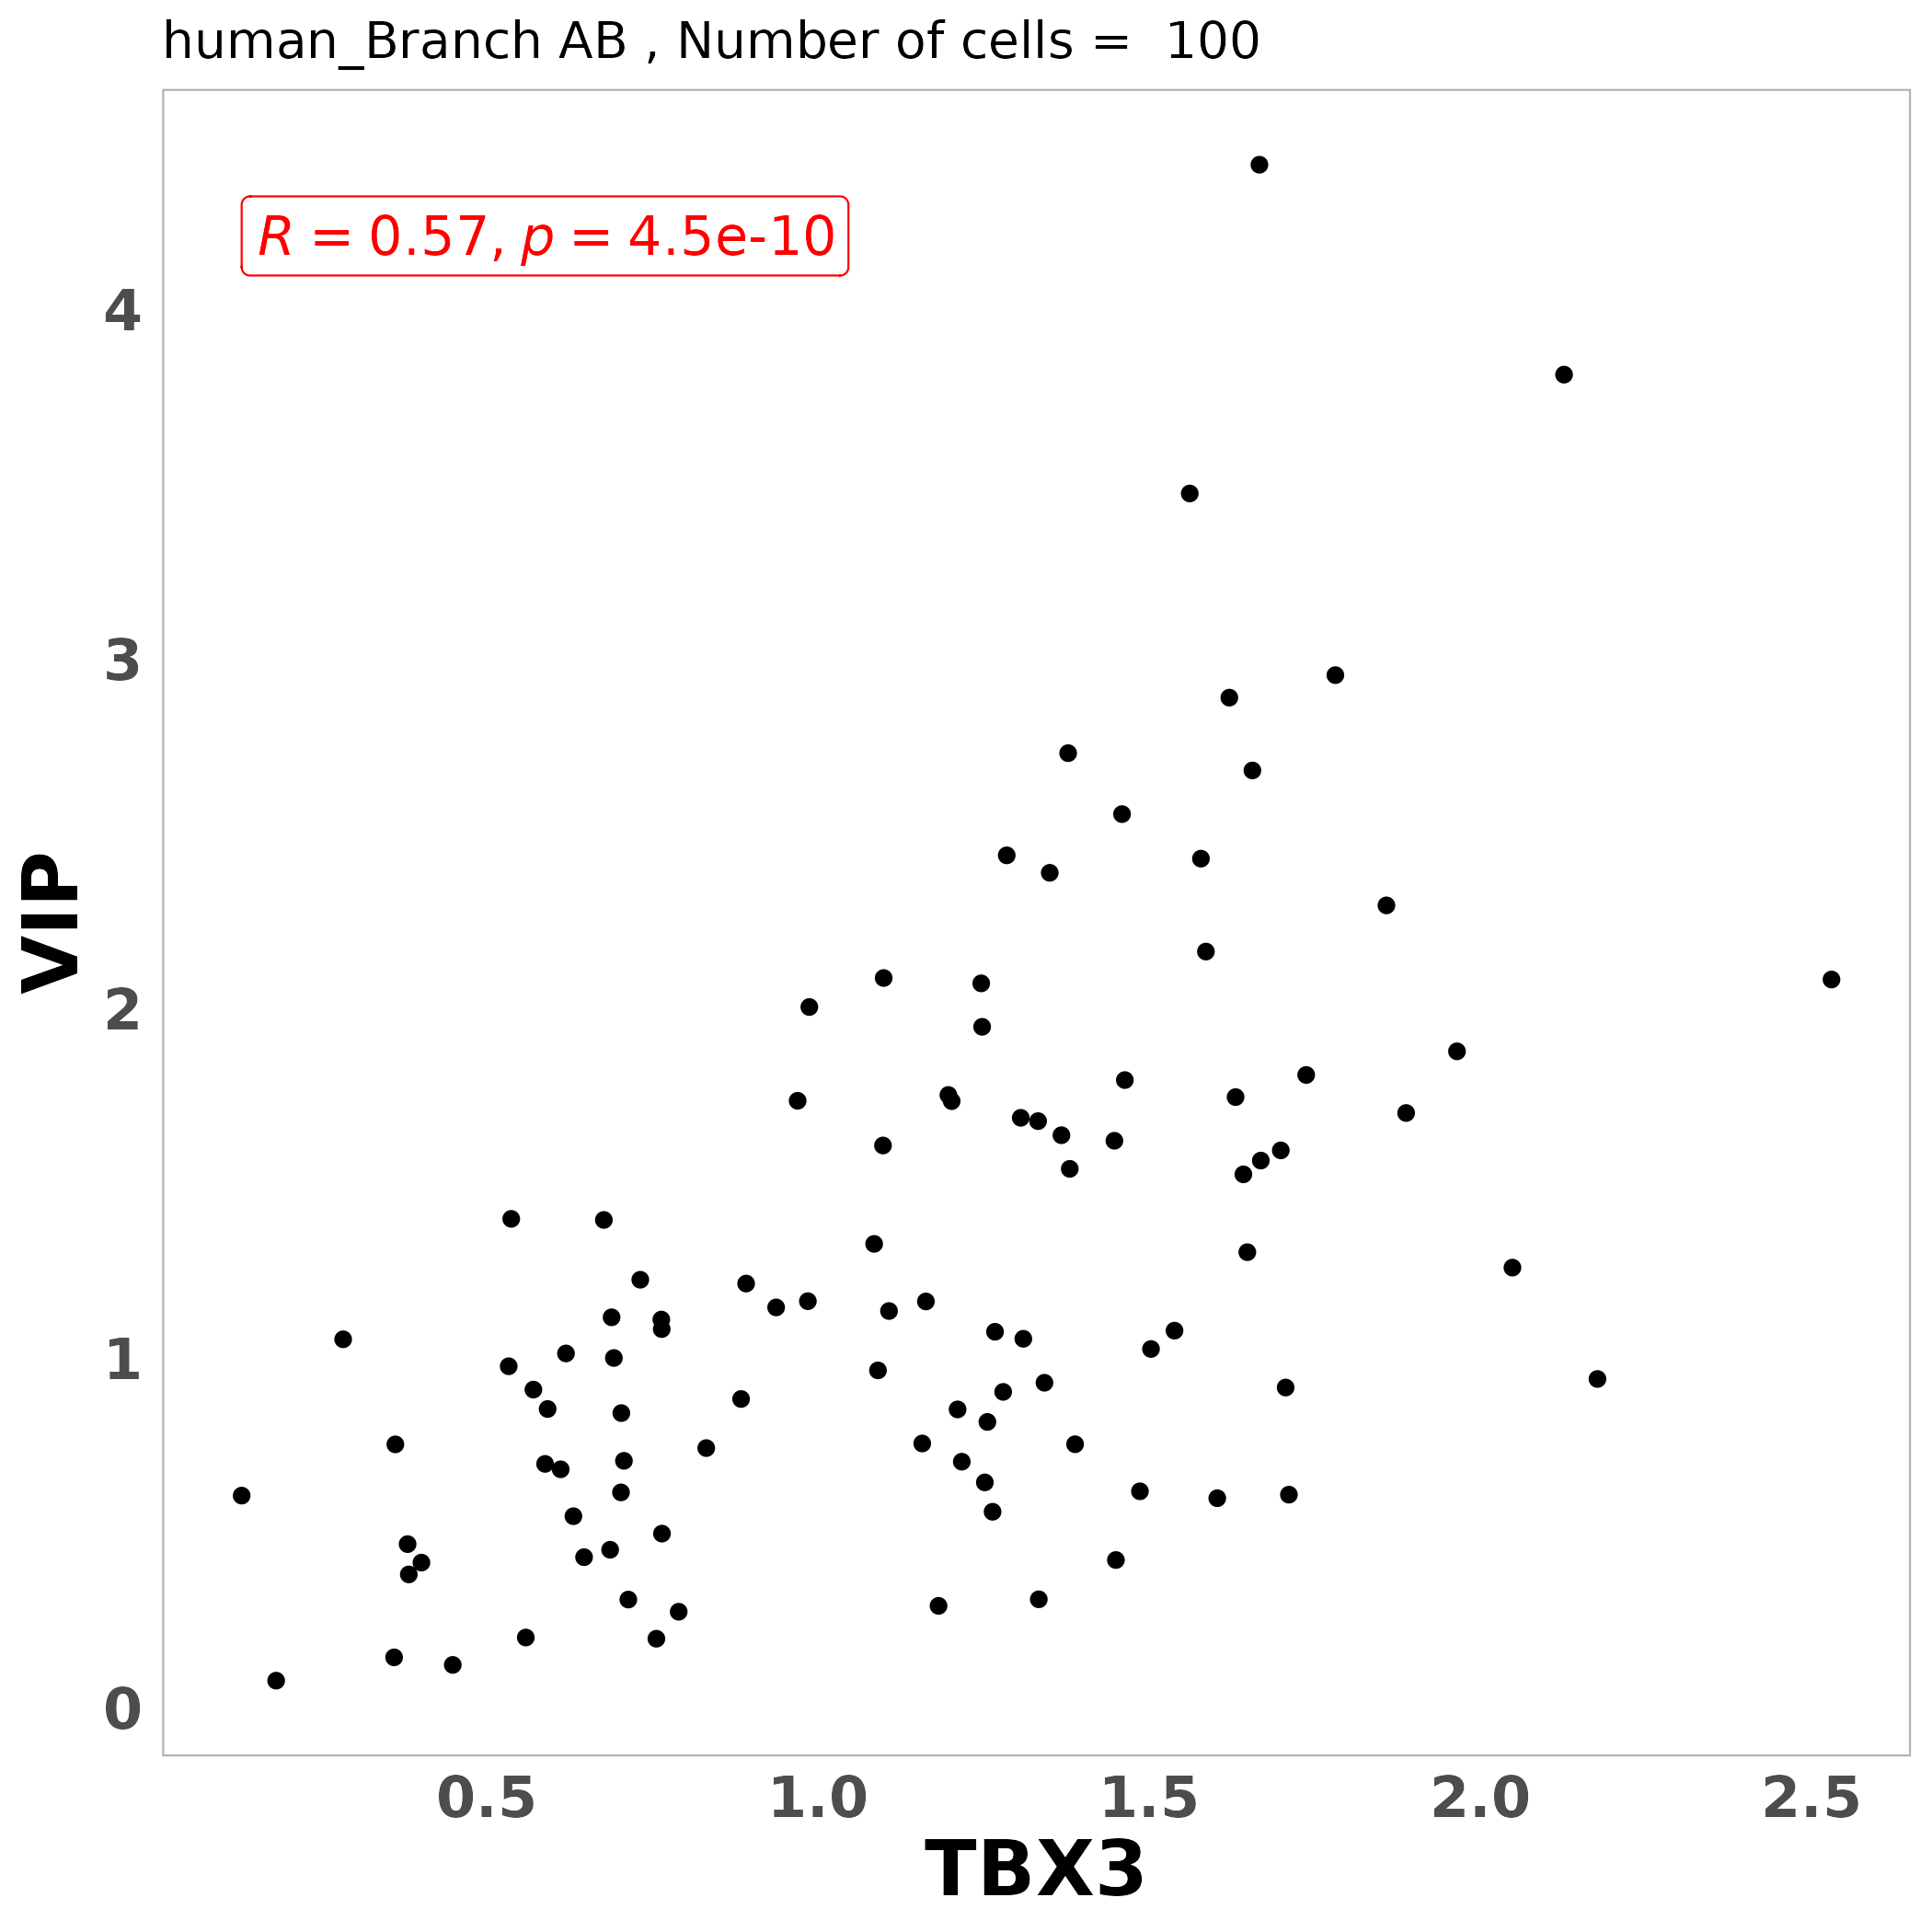 human_Branch AB , Number of cells =  100
R = 0.57, p = 4.5e-10
4
3
2
1
0
VIP
0.5 1.0 1.5 2.0 2.5
TBX3